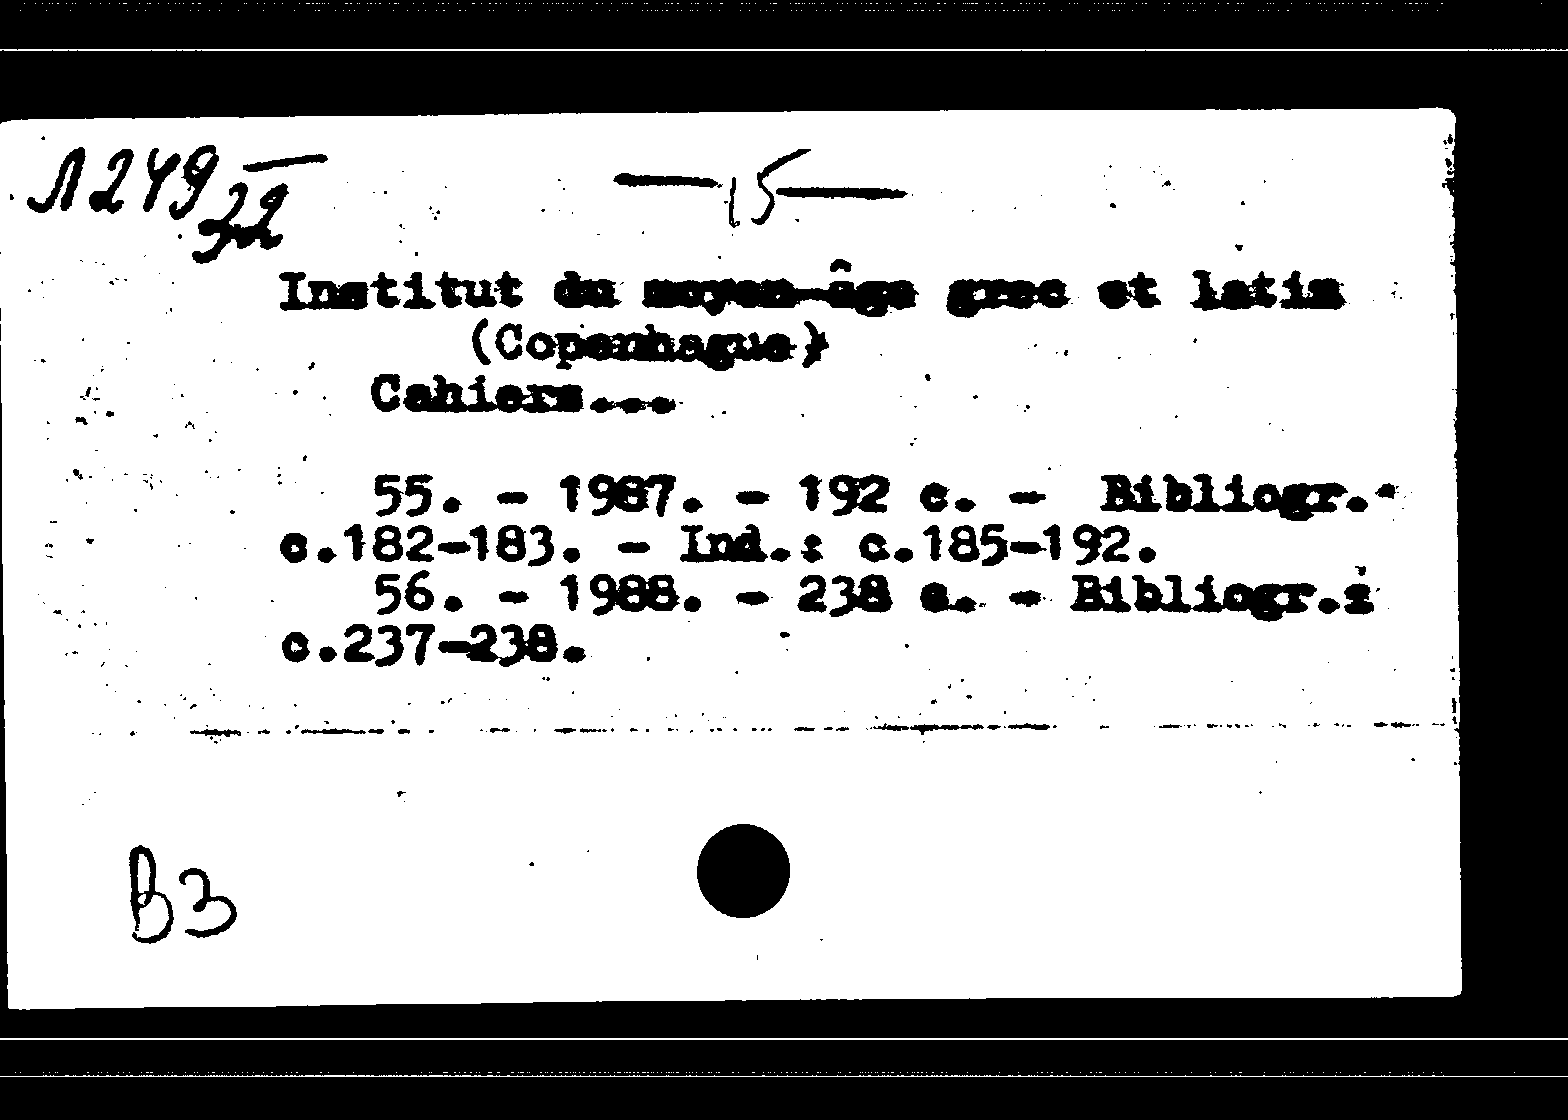 Л249
32
—15—
Institut du moyen-âge grec et latin
(Copenhague)
Cahiers...
55. - 1987. - 192 c. - Bibliogr.:
c.182-183. - Ind.: c.185-192.
56. - 1988. - 238 c. - Bibliogr.:
c.237-238.
B3